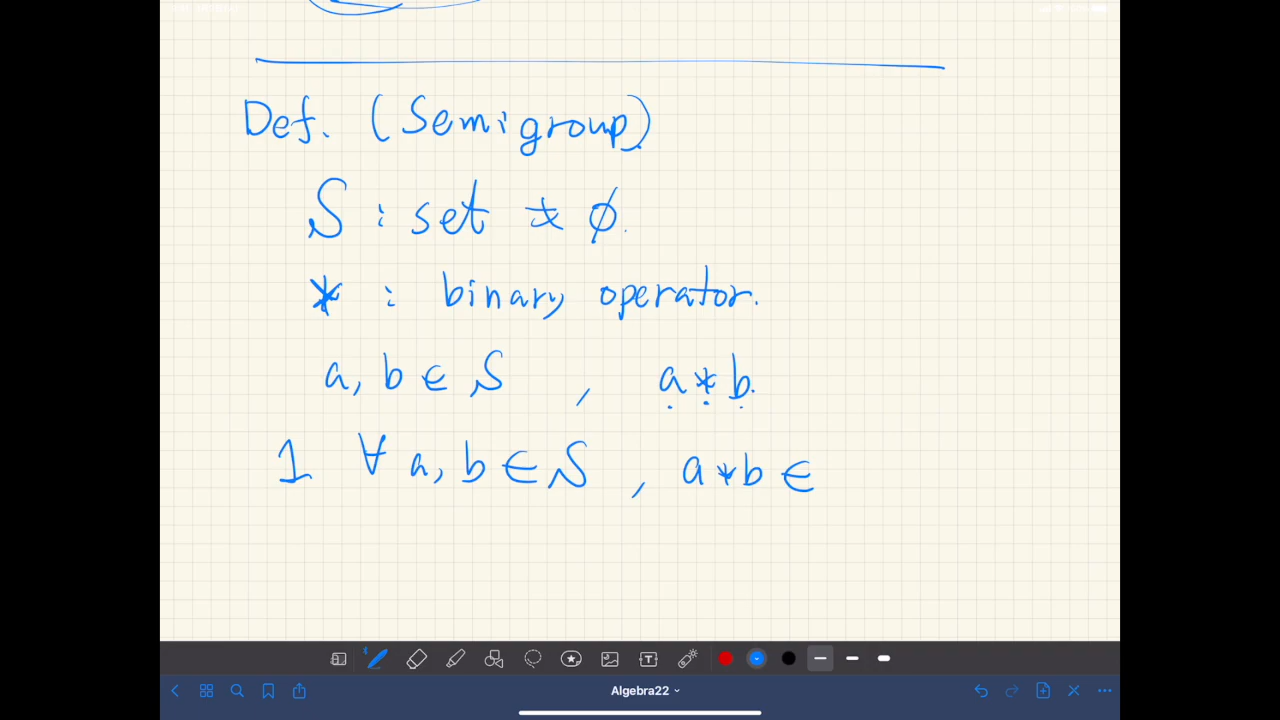 Def. (Semigroup)
S : set ≠ ∅.
* : binary operator.
a, b ∈ S , a * b.
1 ∀ a, b ∈ S , a * b ∈
Algebra22